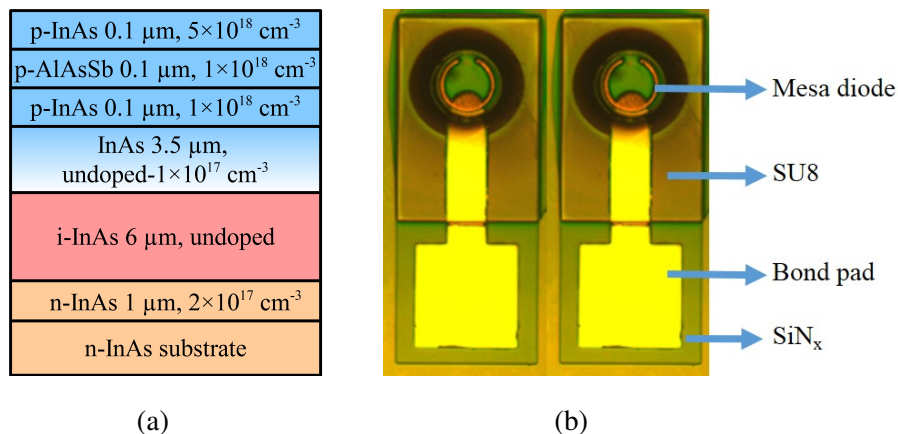 p-InAs 0.1 µm, 5×10¹⁸ cm⁻³
p-AlAsSb 0.1 µm, 1×10¹⁸ cm⁻³
p-InAs 0.1 µm, 1×10¹⁸ cm⁻³
InAs 3.5 µm,
undoped-1×10¹⁷ cm⁻³
i-InAs 6 µm, undoped
n-InAs 1 µm, 2×10¹⁷ cm⁻³
n-InAs substrate
(a)
Mesa diode
SU8
Bond pad
SiNₓ
(b)